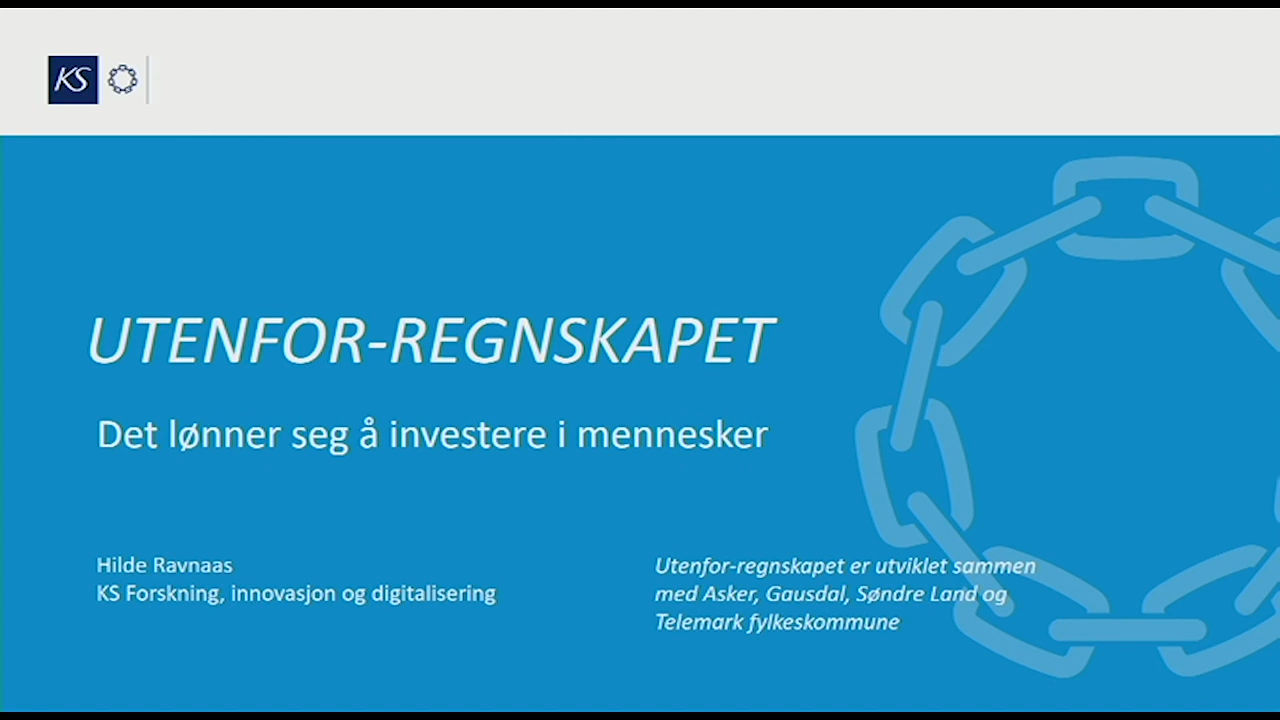 KS
UTENFOR-REGNSKAPET
Det lønner seg å investere i mennesker
Hilde Ravnaas
KS Forskning, innovasjon og digitalisering
Utenfor-regnskapet er utviklet sammen
med Asker, Gausdal, Søndre Land og
Telemark fylkeskommune